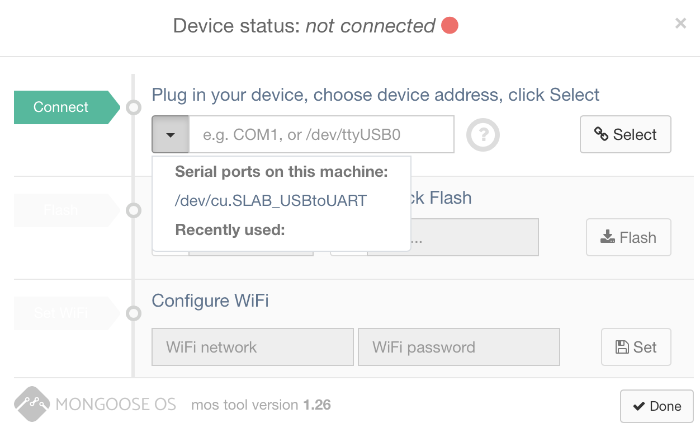 Device status: not connected
×
Connect
Plug in your device, choose device address, click Select
e.g. COM1, or /dev/ttyUSB0
?
Select
Serial ports on this machine:
/dev/cu.SLAB_USBtoUART
Recently used:
ck Flash
...
Flash
Flash
Set WiFi
Configure WiFi
WiFi network
WiFi password
Set
MONGOOSE OS
mos tool version 1.26
Done